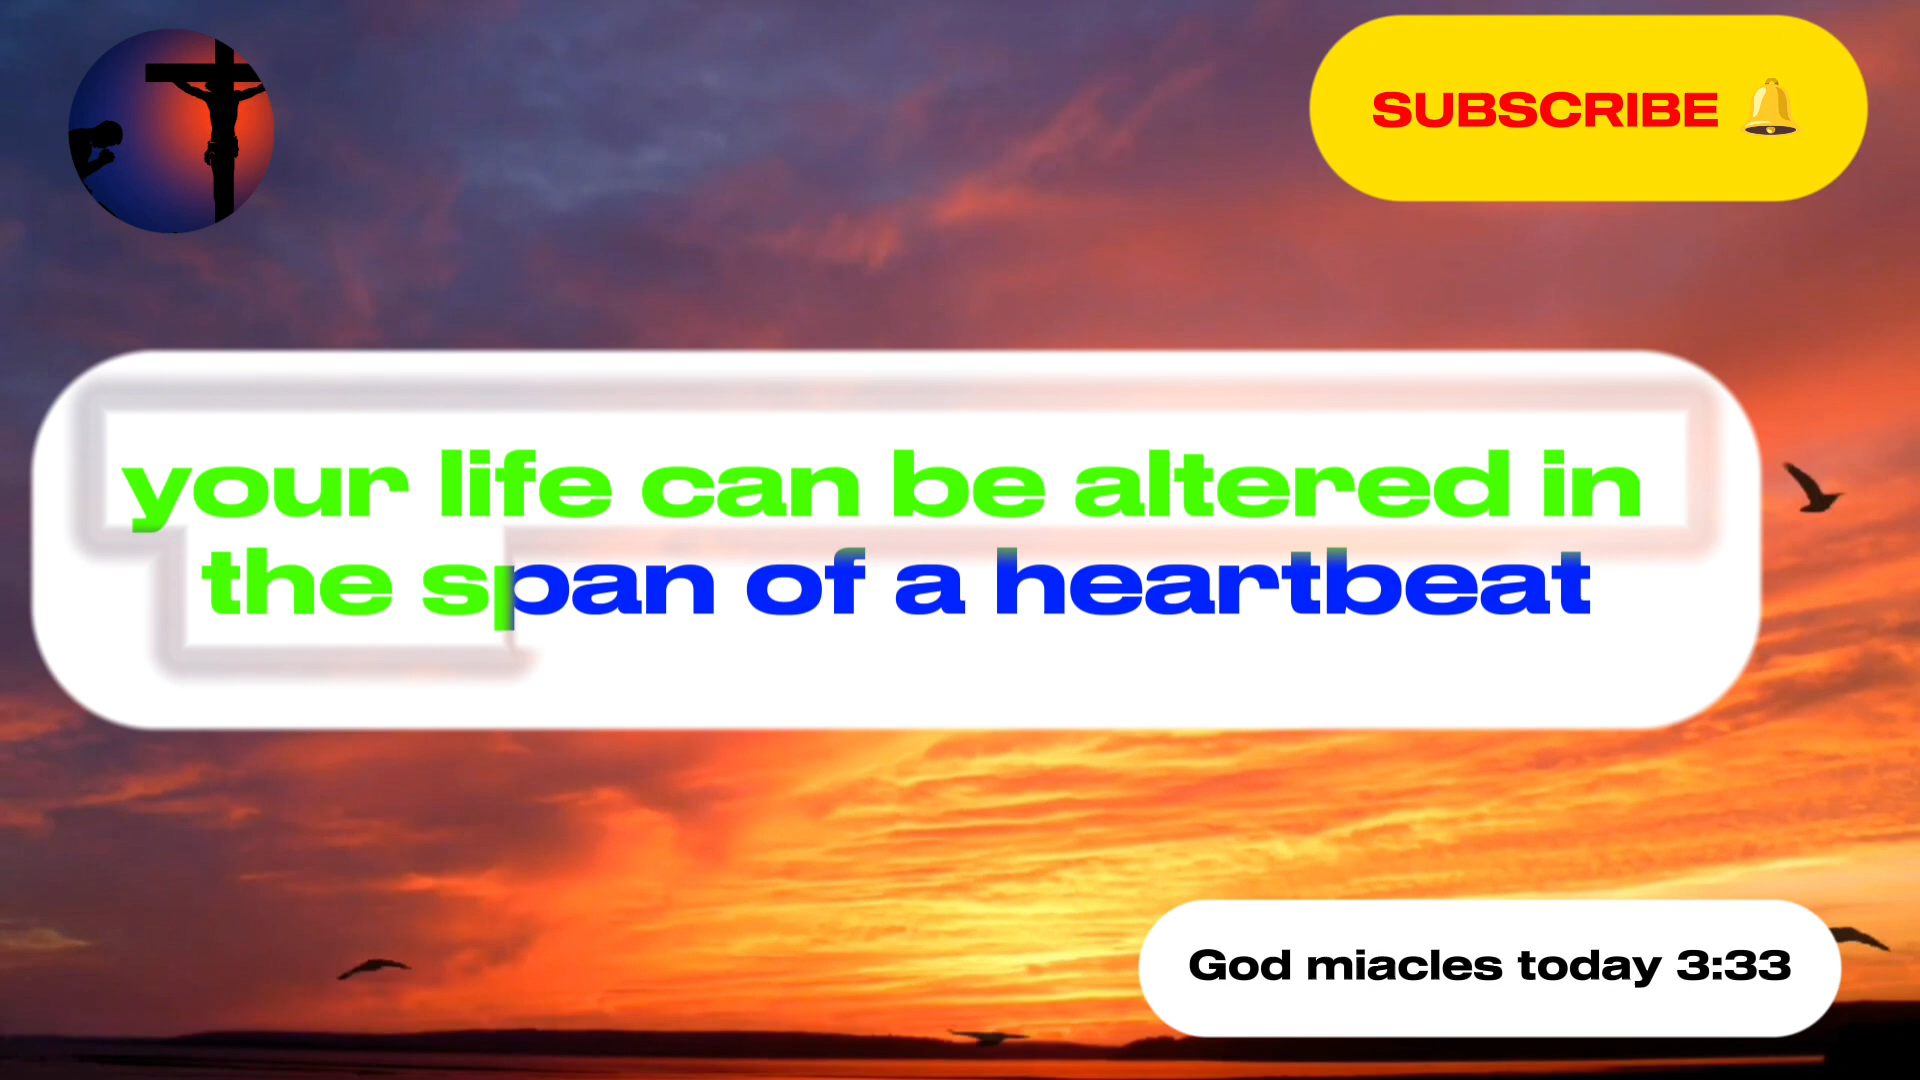 SUBSCRIBE 🔔
your life can be altered in
the span of a heartbeat
God miacles today 3:33